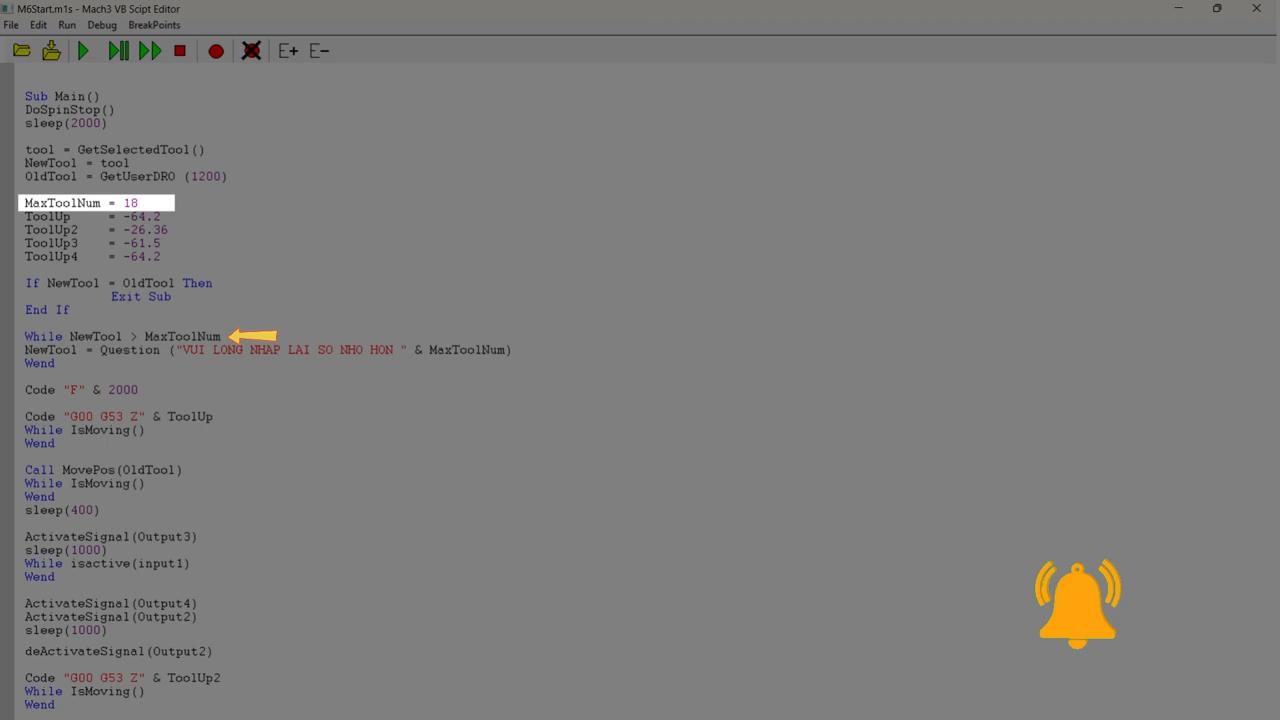 M6Start.m1s - Mach3 VB Scipt Editor
File Edit Run Debug BreakPoints
E+ E-
Sub Main()
DoSpinStop()
sleep(2000)
tool = GetSelectedTool()
NewTool = tool
OldTool = GetUserDRO (1200)
MaxToolNum = 18
ToolUp = -64.2
ToolUp2 = -26.36
ToolUp3 = -61.5
ToolUp4 = -64.2
If NewTool = OldTool Then
Exit Sub
End If
While NewTool > MaxToolNum
NewTool = Question ("VUI LONG NHAP LAI SO NHO HON " & MaxToolNum)
Wend
Code "F" & 2000
Code "G00 G53 Z" & ToolUp
While IsMoving()
Wend
Call MovePos(OldTool)
While IsMoving()
Wend
sleep(400)
ActivateSignal(Output3)
sleep(1000)
While isactive(input1)
Wend
ActivateSignal(Output4)
ActivateSignal(Output2)
sleep(1000)
deActivateSignal(Output2)
Code "G00 G53 Z" & ToolUp2
While IsMoving()
Wend